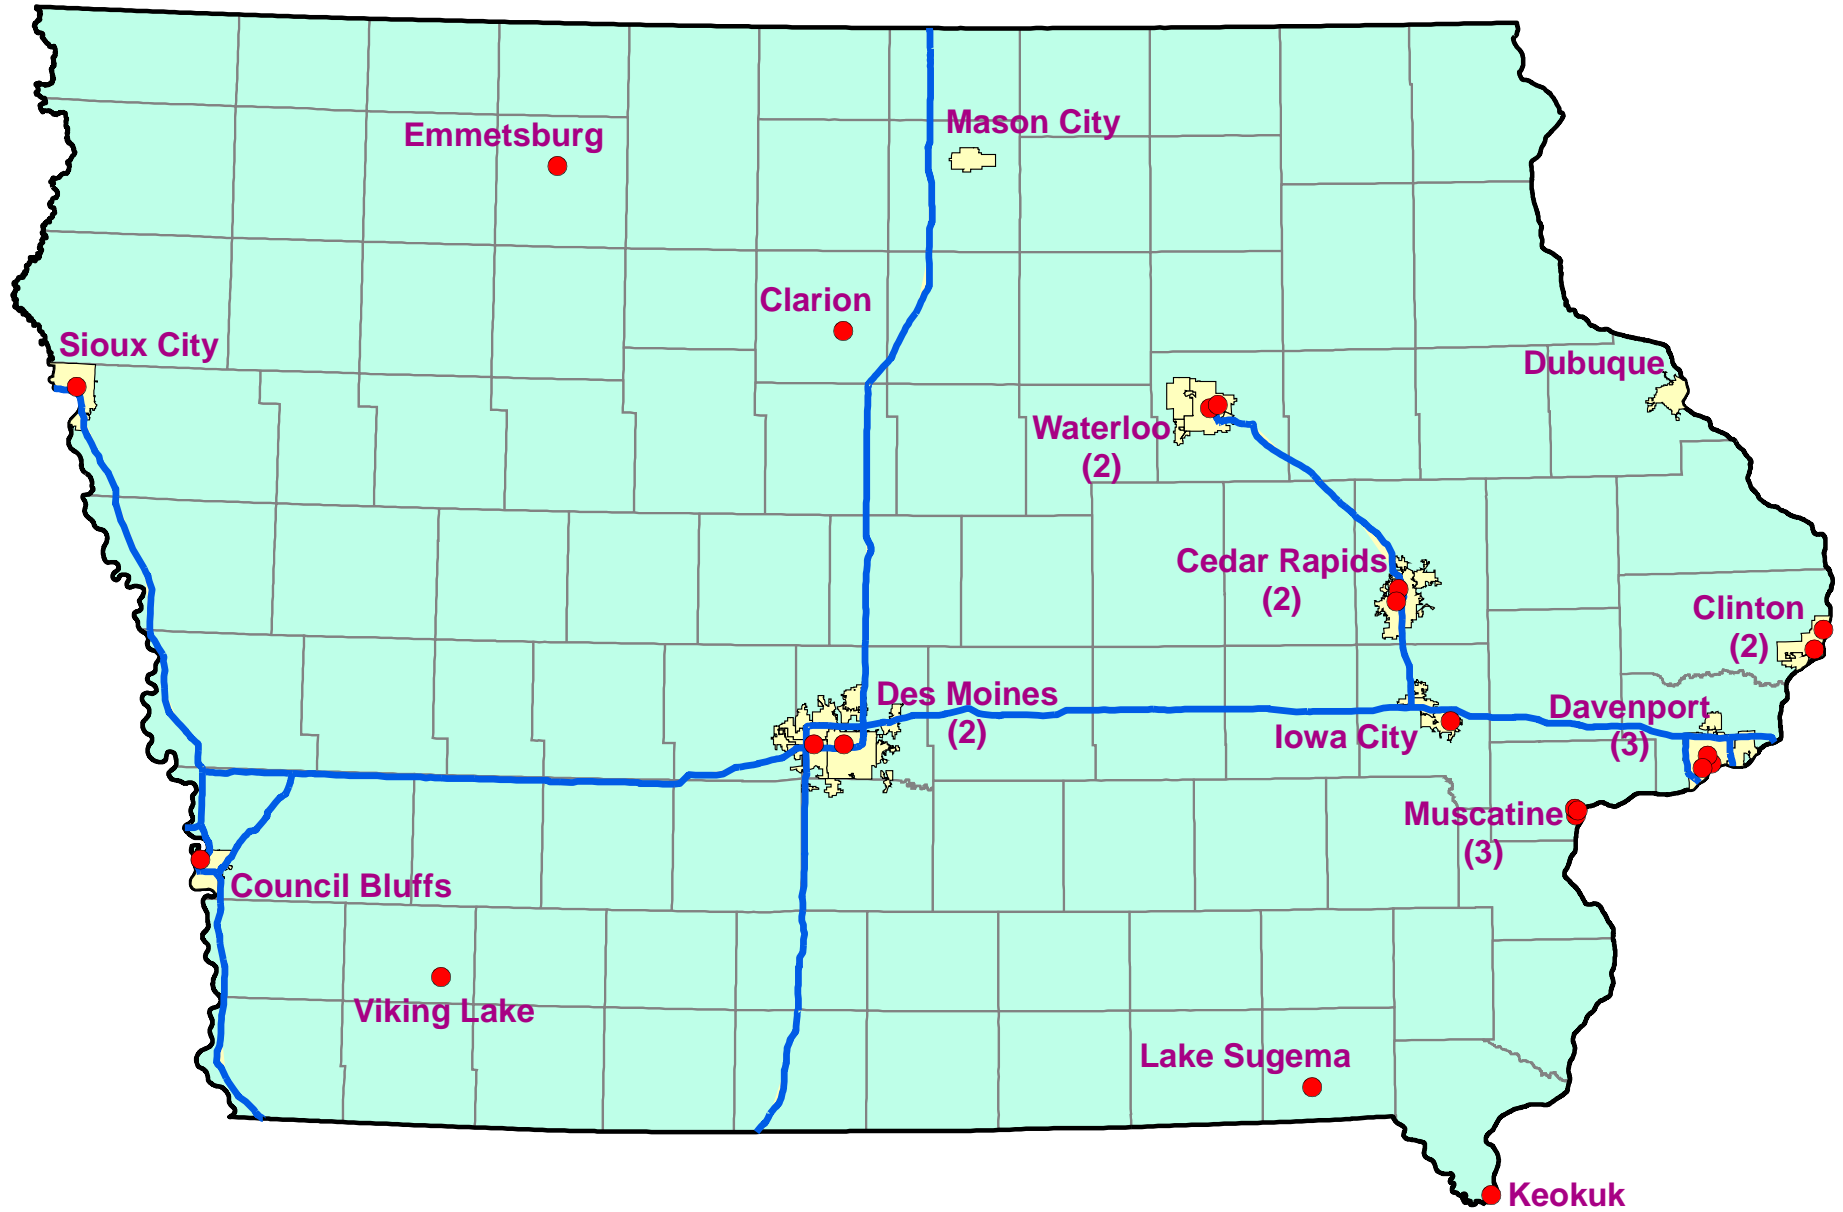 Mason City
Emmetsburg
Clarion
Sioux City
Dubuque
Waterloo
(2)
Cedar Rapids
(2)
Clinton
(2)
Des Moines
(2)
Davenport
(3)
Iowa City
Muscatine
(3)
Council Bluffs
Viking Lake
Lake Sugema
Keokuk